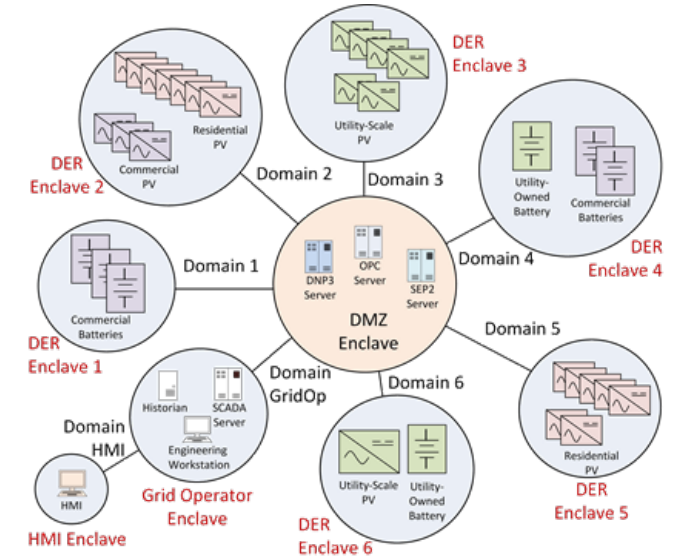 DER
Enclave 3
Utility-Scale
PV
Residential
PV
Commercial
PV
DER
Enclave 2
Domain 2
Domain 3
Utility-
Owned
Battery
Commercial
Batteries
DER
Enclave 4
Domain 4
DNP3
Server
OPC
Server
SEP2
Server
DMZ
Enclave
Domain 1
Commercial
Batteries
DER
Enclave 1
Domain 5
Residential
PV
DER
Enclave 5
Domain
GridOp
Domain 6
Historian
SCADA
Server
Engineering
Workstation
Grid Operator
Enclave
Domain
HMI
HMI
HMI Enclave
Utility-Scale
PV
Utility-
Owned
Battery
DER
Enclave 6